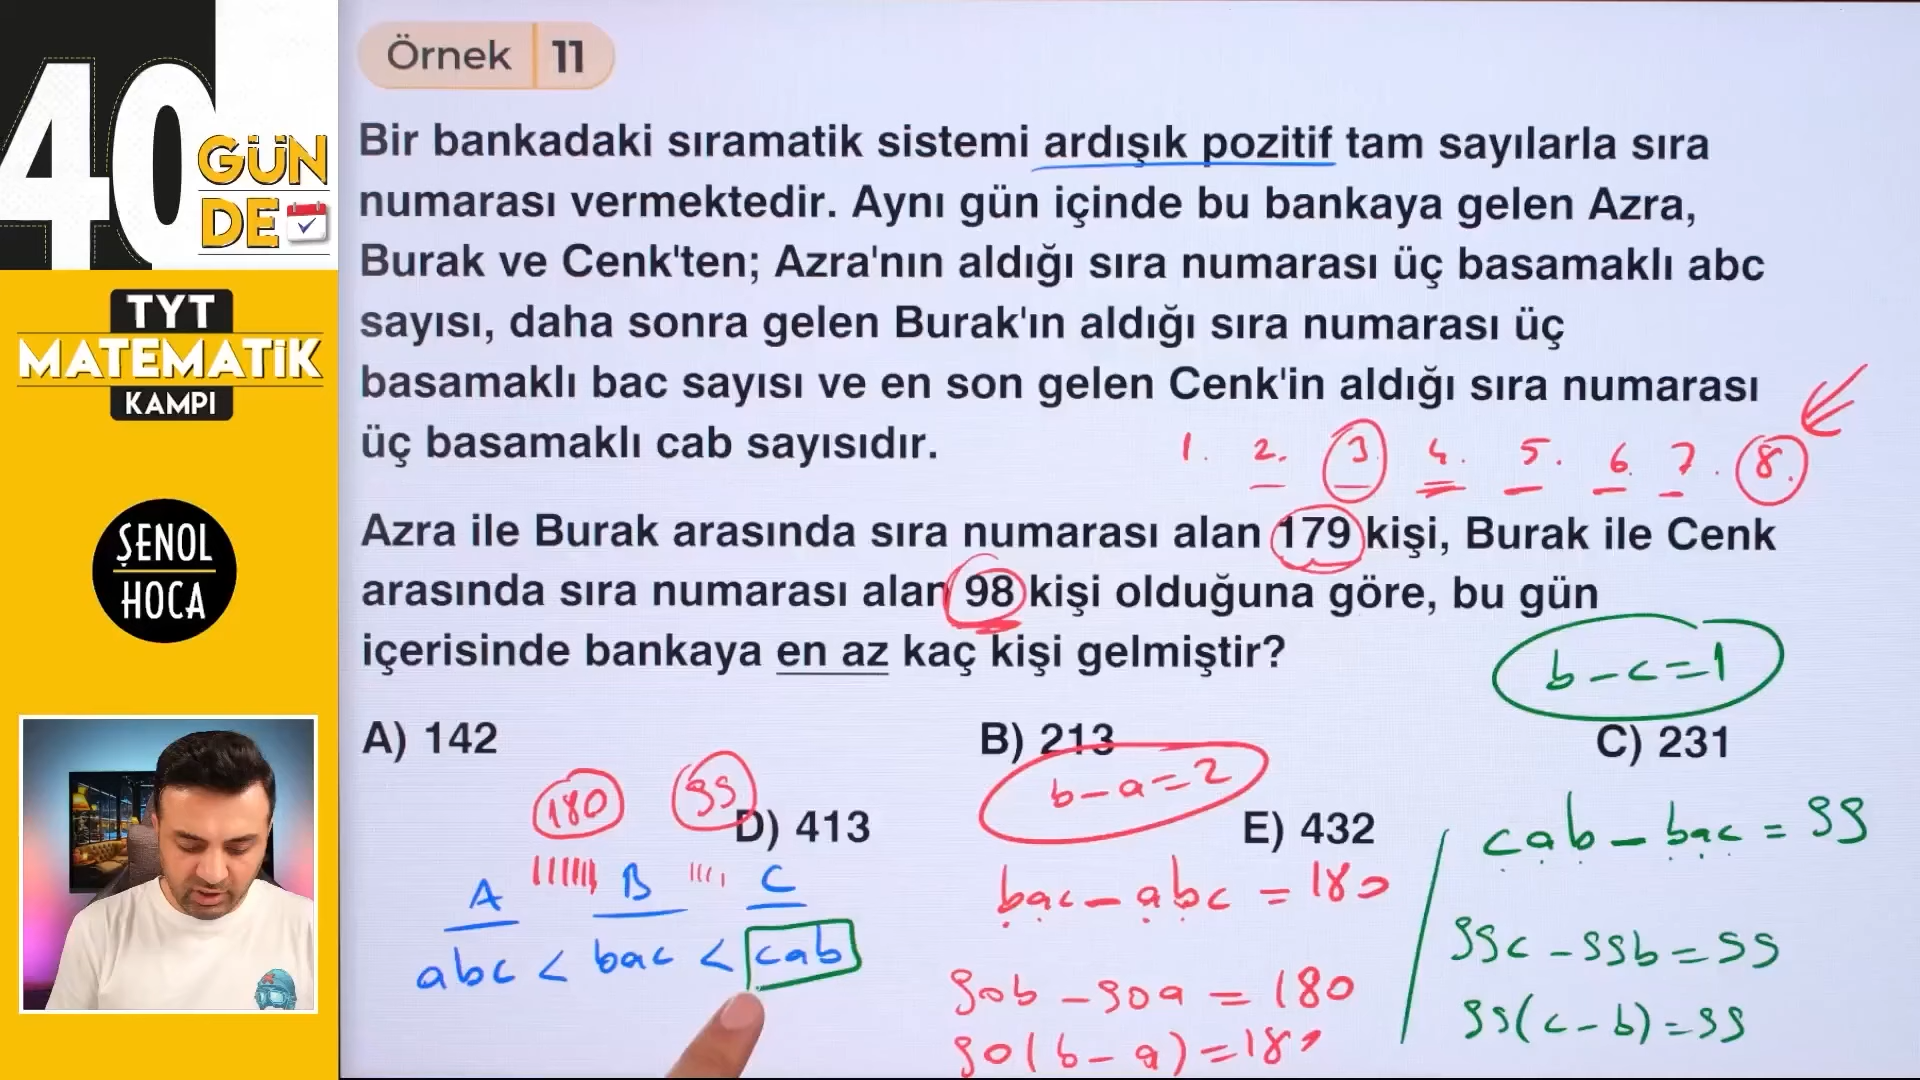 40
GÜN
DE
TYT
MATEMATİK
KAMPI
ŞENOL
HOCA
Örnek 11
Bir bankadaki sıramatik sistemi ardışık pozitif tam sayılarla sıra
numarası vermektedir. Aynı gün içinde bu bankaya gelen Azra,
Burak ve Cenk'ten; Azra'nın aldığı sıra numarası üç basamaklı abc
sayısı, daha sonra gelen Burak'ın aldığı sıra numarası üç
basamaklı bac sayısı ve en son gelen Cenk'in aldığı sıra numarası
üç basamaklı cab sayısıdır.
1. 2. 3. 4. 5. 6. 7. 8.
Azra ile Burak arasında sıra numarası alan 179 kişi, Burak ile Cenk
arasında sıra numarası alan 98 kişi olduğuna göre, bu gün
içerisinde bankaya en az kaç kişi gelmiştir?
b - c = 1
A) 142
B) 213
C) 231
D) 413
E) 432
180 99
A B C
abc < bac < cab
b - a = 2
bac - abc = 180
90b - 90a = 180
90(b - a) = 180
cab - bac = 99
99c - 99b = 99
99(c - b) = 99